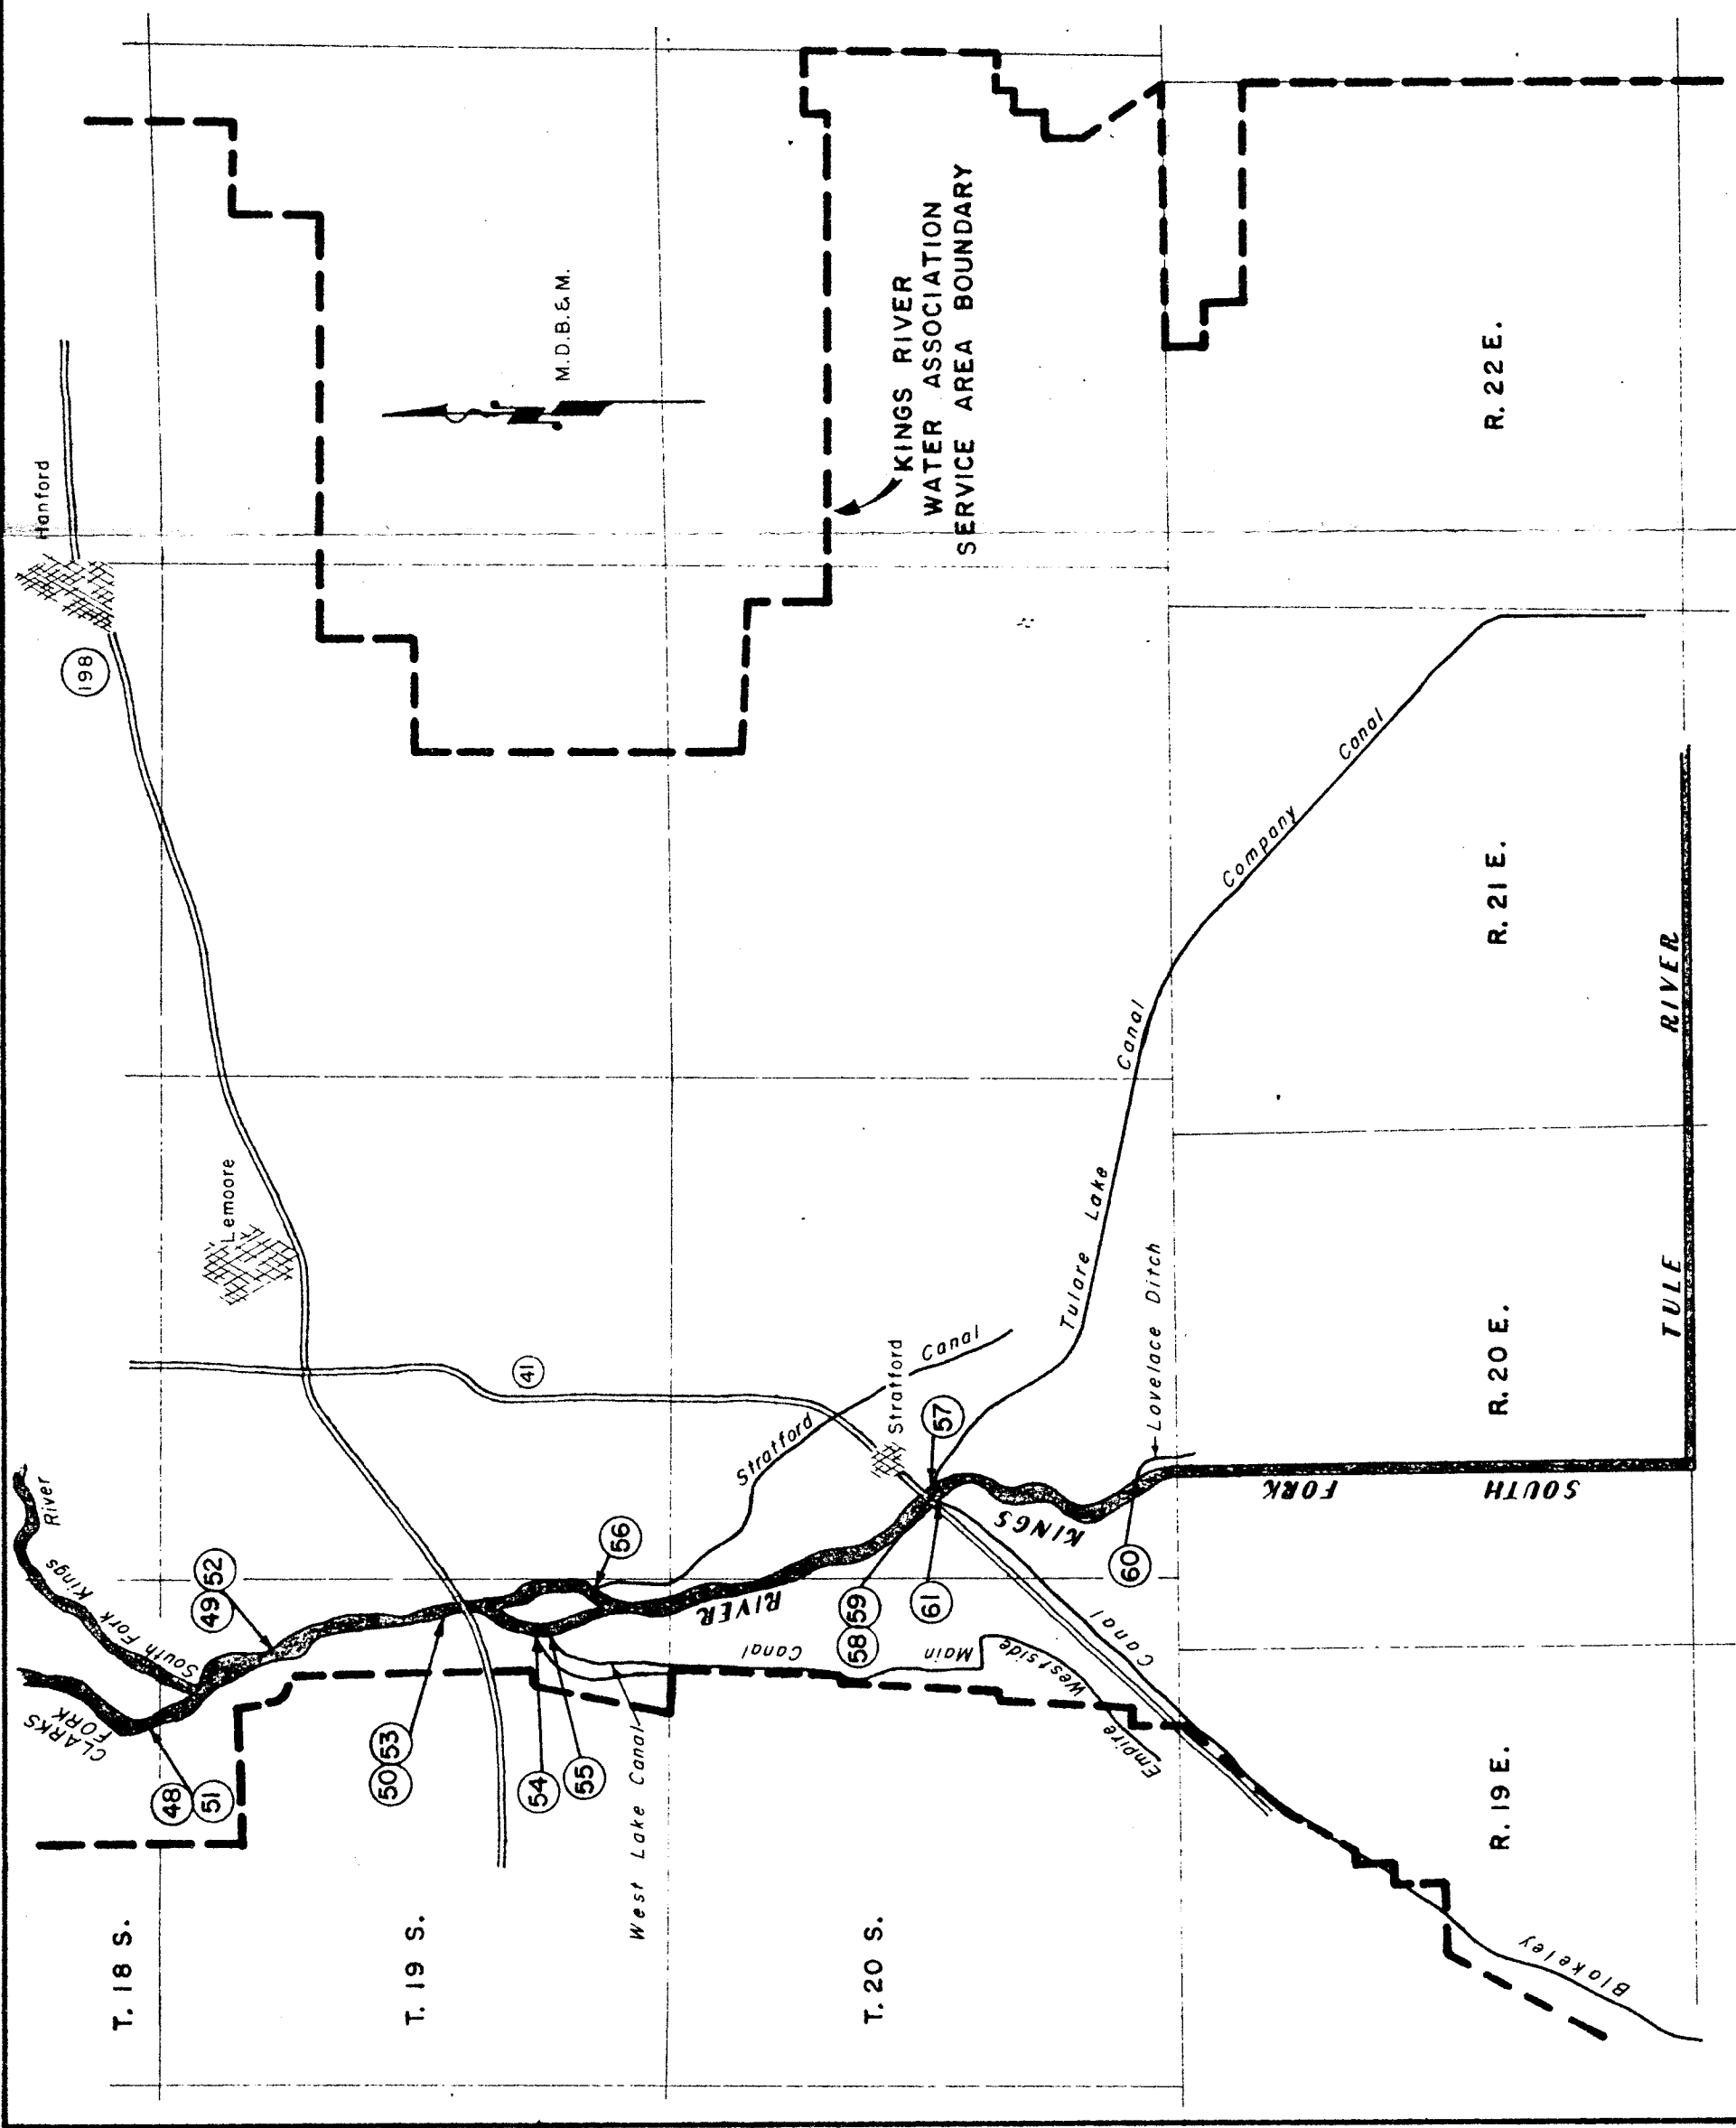 Hanford
198
M.D.B. & M.
KINGS RIVER
WATER ASSOCIATION
SERVICE AREA BOUNDARY
Lemoore
41
South Fork Kings River
CLARKS
FORK
49 52
48
51
50 53
54
55
56
West Lake Canal
Stratford Canal
Stratford
57
58 59
61
60
KINGS RIVER
SOUTH FORK
Empire Westside Main Canal
Tulare Lake Canal Company Canal
Lovelace Ditch
Blakeley Canal
TULE RIVER
T. 18 S.
T. 19 S.
T. 20 S.
R. 19 E.
R. 20 E.
R. 21 E.
R. 22 E.